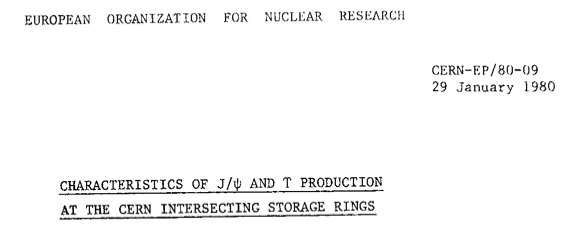 EUROPEAN ORGANIZATION FOR NUCLEAR RESEARCH
CERN-EP/80-09
29 January 1980
CHARACTERISTICS OF J/ψ AND T PRODUCTION
AT THE CERN INTERSECTING STORAGE RINGS